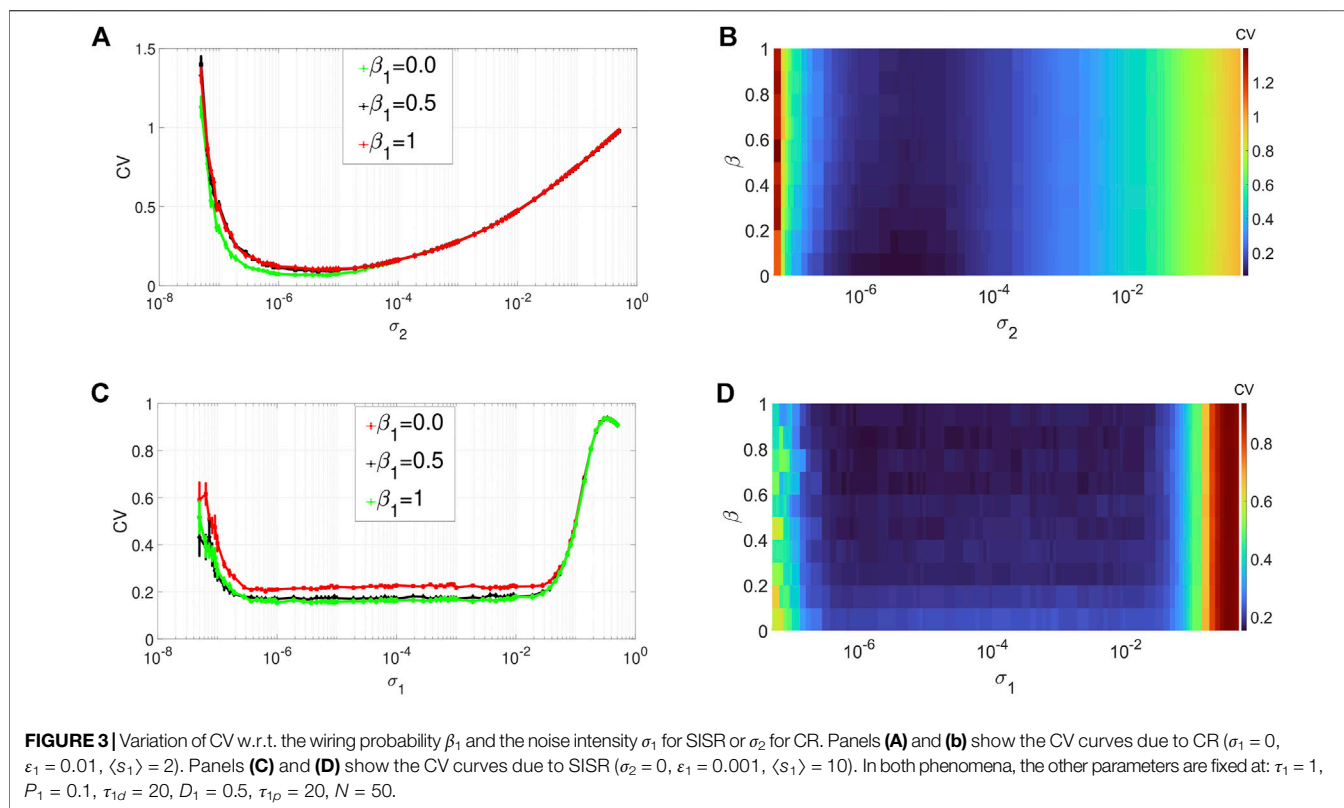 A
1.5
1
0.5
0
CV
β₁=0.0
β₁=0.5
β₁=1
10⁻⁸ 10⁻⁶ 10⁻⁴ 10⁻² 10⁰
σ₂
B
1
0.8
0.6
0.4
0.2
0
β
10⁻⁶ 10⁻⁴ 10⁻²
σ₂
CV
1.2
1
0.8
0.6
0.4
0.2
C
1
0.8
0.6
0.4
0.2
0
CV
β₁=0.0
β₁=0.5
β₁=1
10⁻⁸ 10⁻⁶ 10⁻⁴ 10⁻² 10⁰
σ₁
D
1
0.8
0.6
0.4
0.2
0
β
10⁻⁶ 10⁻⁴ 10⁻²
σ₁
CV
0.8
0.6
0.4
0.2
FIGURE 3 | Variation of CV w.r.t. the wiring probability β₁ and the noise intensity σ₁ for SISR or σ₂ for CR. Panels (A) and (b) show the CV curves due to CR (σ₁ = 0,
ε₁ = 0.01, ⟨s₁⟩ = 2). Panels (C) and (D) show the CV curves due to SISR (σ₂ = 0, ε₁ = 0.001, ⟨s₁⟩ = 10). In both phenomena, the other parameters are fixed at: τ₁ = 1,
P₁ = 0.1, τ₁d = 20, D₁ = 0.5, τ₁p = 20, N = 50.